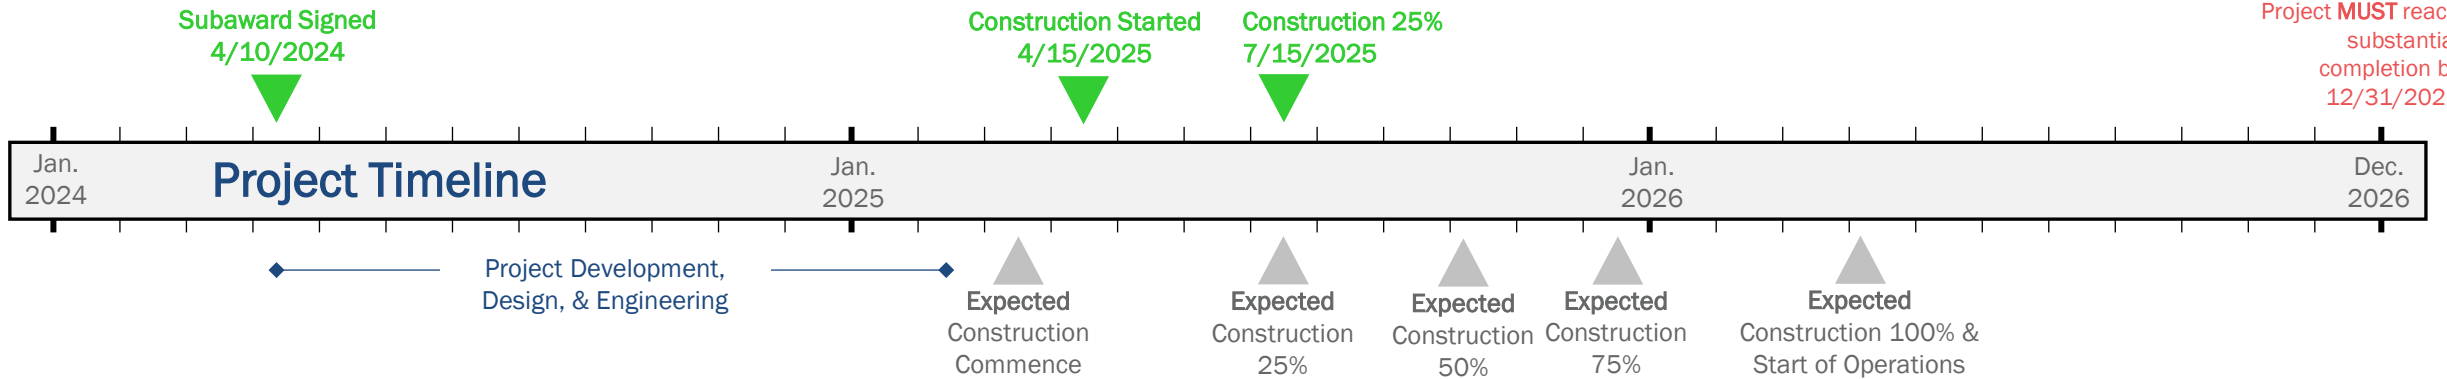 Subaward Signed
4/10/2024
Construction Started
4/15/2025
Construction 25%
7/15/2025
Project MUST reac
substantia
completion b
12/31/202
Jan.
2024
Project Timeline
Jan.
2025
Jan.
2026
Dec.
2026
Project Development,
Design, & Engineering
Expected
Construction
Commence
Expected
Construction
25%
Expected
Construction
50%
Expected
Construction
75%
Expected
Construction 100% &
Start of Operations